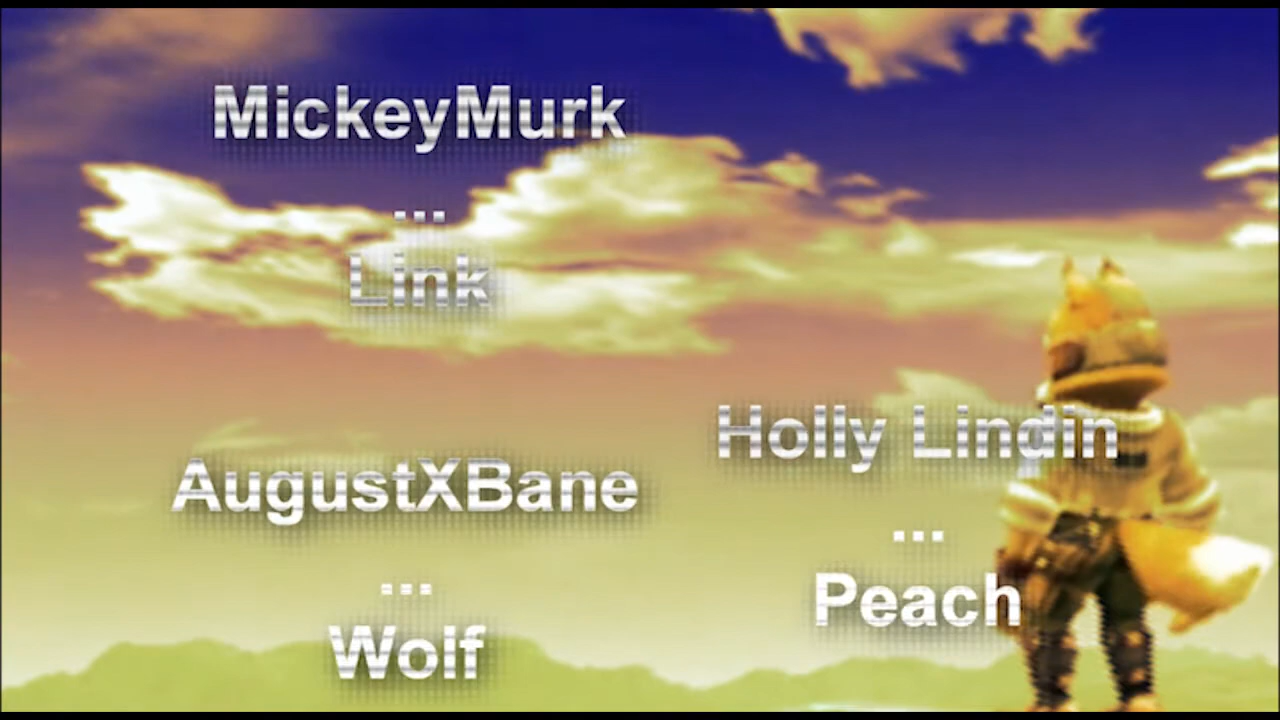 MickeyMurk
...
Link
AugustXBane
...
Wolf
Holly Lindin
...
Peach